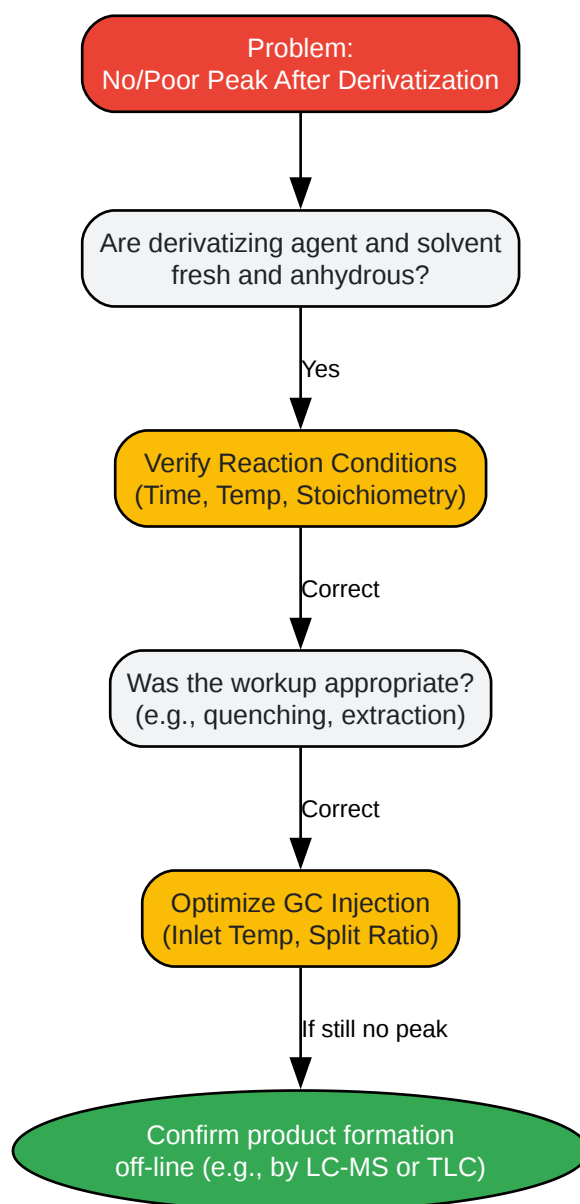 Problem:
No/Poor Peak After Derivatization
Are derivatizing agent and solvent
fresh and anhydrous?
Yes
Verify Reaction Conditions
(Time, Temp, Stoichiometry)
Correct
Was the workup appropriate?
(e.g., quenching, extraction)
Correct
Optimize GC Injection
(Inlet Temp, Split Ratio)
If still no peak
Confirm product formation
off-line (e.g., by LC-MS or TLC)